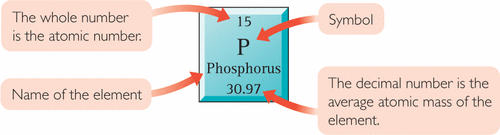 The whole number
is the atomic number.
15
Symbol
P
Phosphorus
30.97
Name of the element
The decimal number is the
average atomic mass of the
element.